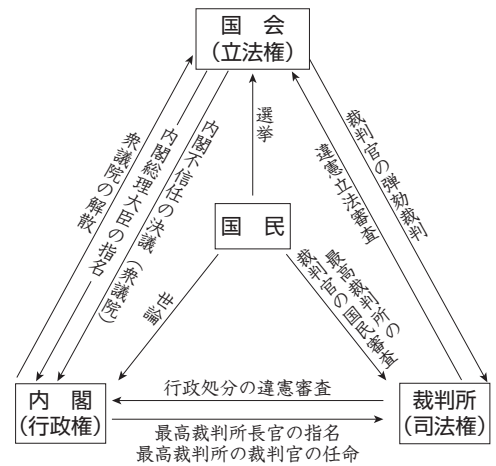 国 会
(立法権)
選挙
衆議院の解散
内閣総理大臣の指名
内閣不信任の決議(衆議院)
裁判官の弾劾裁判
違憲立法審査
国 民
世論
最高裁判所の
裁判官の国民審査
内 閣
(行政権)
行政処分の違憲審査
最高裁判所長官の指名
最高裁判所の裁判官の任命
裁判所
(司法権)